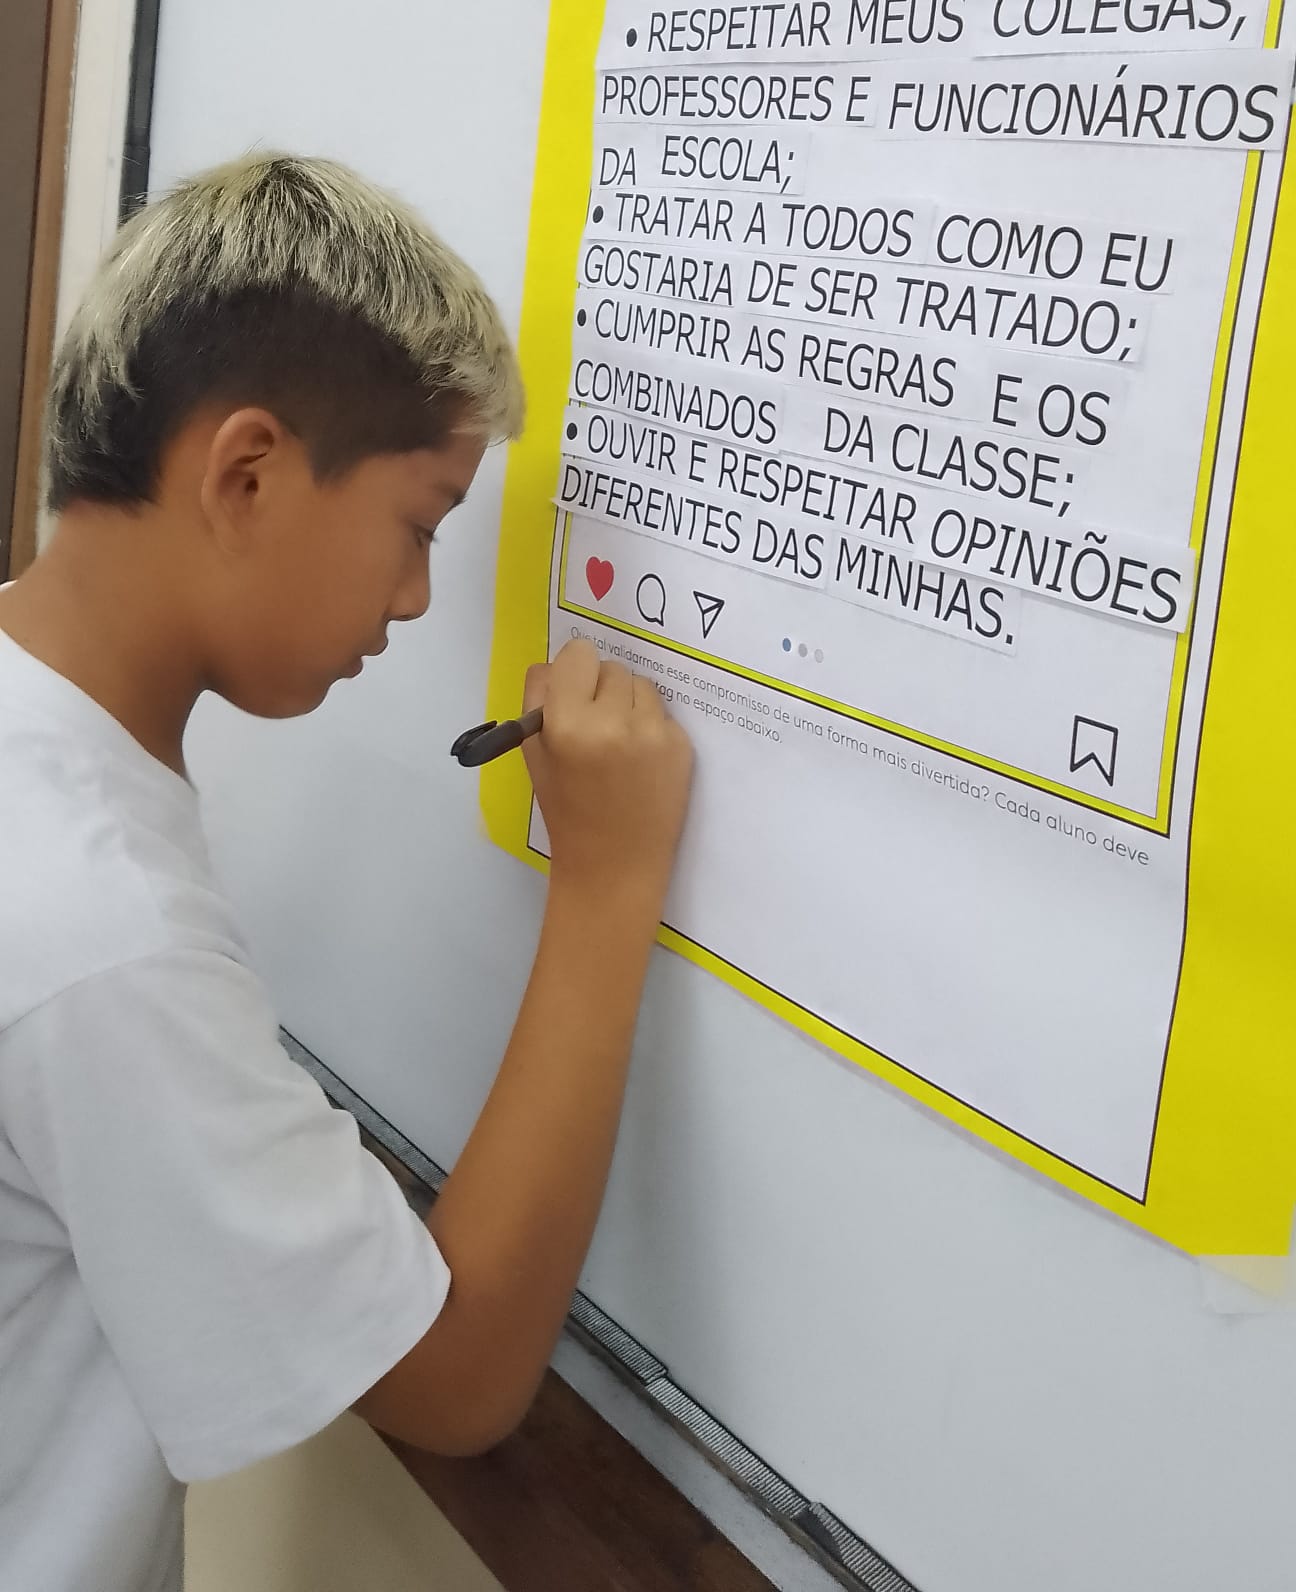 • RESPEITAR MEUS COLEGAS,
PROFESSORES E FUNCIONÁRIOS
DA ESCOLA;
• TRATAR A TODOS COMO EU
GOSTARIA DE SER TRATADO;
• CUMPRIR AS REGRAS E OS
COMBINADOS DA CLASSE;
• OUVIR E RESPEITAR OPINIÕES
DIFERENTES DAS MINHAS.
Que tal validarmos esse compromisso de uma forma mais divertida? Cada aluno deve
no espaço abaixo.